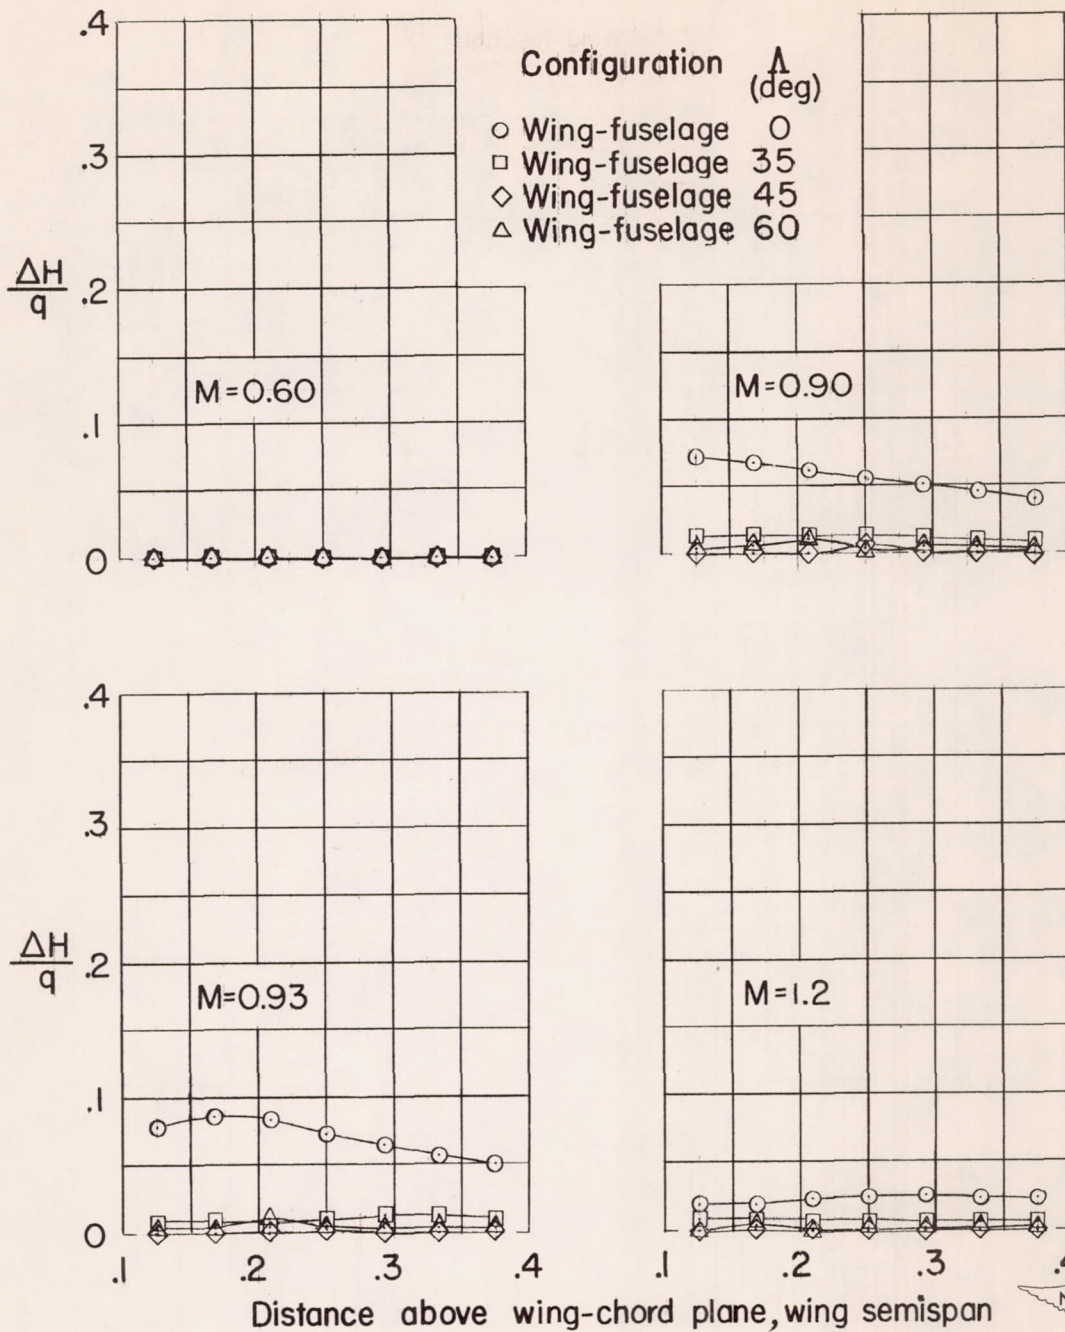 .4
.3
.2
.1
0
ΔH
q
M=0.60
Configuration Λ
(deg)
○ Wing-fuselage 0
□ Wing-fuselage 35
◇ Wing-fuselage 45
△ Wing-fuselage 60
M=0.90
.4
.3
.2
.1
0
ΔH
q
M=0.93
.1 .2 .3 .4
M=1.2
.1 .2 .3
Distance above wing-chord plane, wing semispan